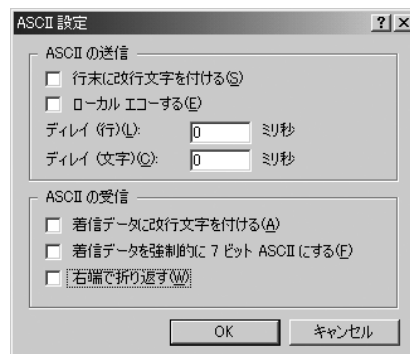 ASCII 設定
ASCII の送信
行末に改行文字を付ける(S)
ローカル エコーする(E)
ディレイ (行)(L): 0 ミリ秒
ディレイ (文字)(C): 0 ミリ秒
ASCII の受信
着信データに改行文字を付ける(A)
着信データを強制的に 7 ビット ASCII にする(F)
右端で折り返す(W)
OK キャンセル